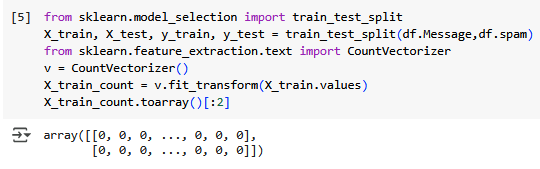 [5] from sklearn.model_selection import train_test_split
X_train, X_test, y_train, y_test = train_test_split(df.Message,df.spam)
from sklearn.feature_extraction.text import CountVectorizer
v = CountVectorizer()
X_train_count = v.fit_transform(X_train.values)
X_train_count.toarray()[:2]
array([[0, 0, 0, ..., 0, 0, 0],
[0, 0, 0, ..., 0, 0, 0]])